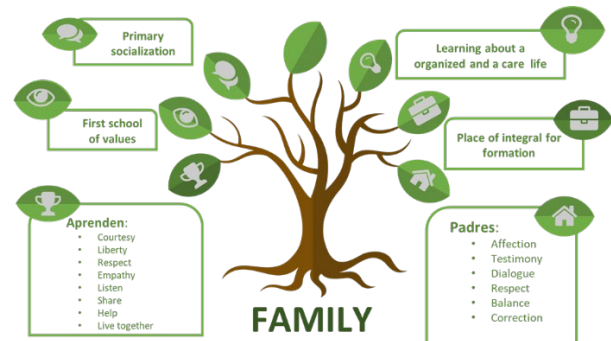 Primary
socialization
First school
of values
Aprenden:
• Courtesy
• Liberty
• Respect
• Empathy
• Listen
• Share
• Help
• Live together
Learning about a
organized and a care life
Place of integral for
formation
Padres:
• Affection
• Testimony
• Dialogue
• Respect
• Balance
• Correction
FAMILY